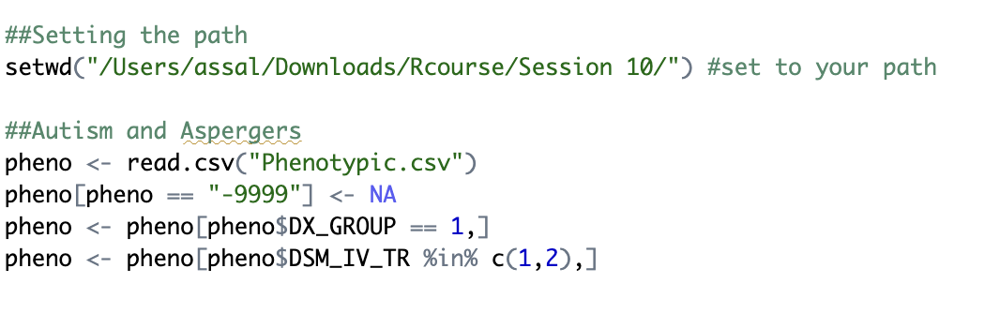 ##Setting the path
setwd("/Users/assal/Downloads/Rcourse/Session 10/") #set to your path
##Autism and Aspergers
pheno <- read.csv("Phenotypic.csv")
pheno[pheno == "-9999"] <- NA
pheno <- pheno[pheno$DX_GROUP == 1,]
pheno <- pheno[pheno$DSM_IV_TR %in% c(1,2),]